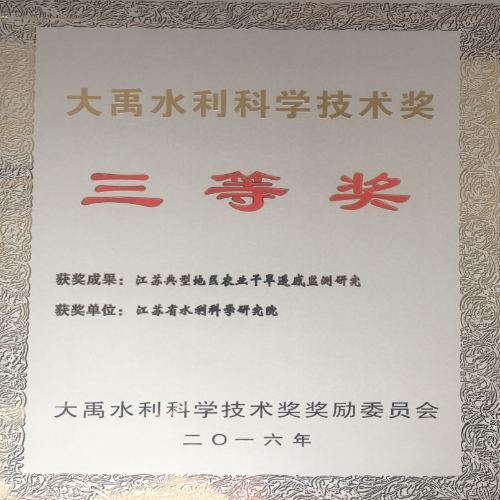 大禹水利科学技术奖
三等奖
获奖成果：江苏典型地区农业干旱遥感监测研究
获奖单位：江苏省水利科学研究院
大禹水利科学技术奖奖励委员会
二〇一六年